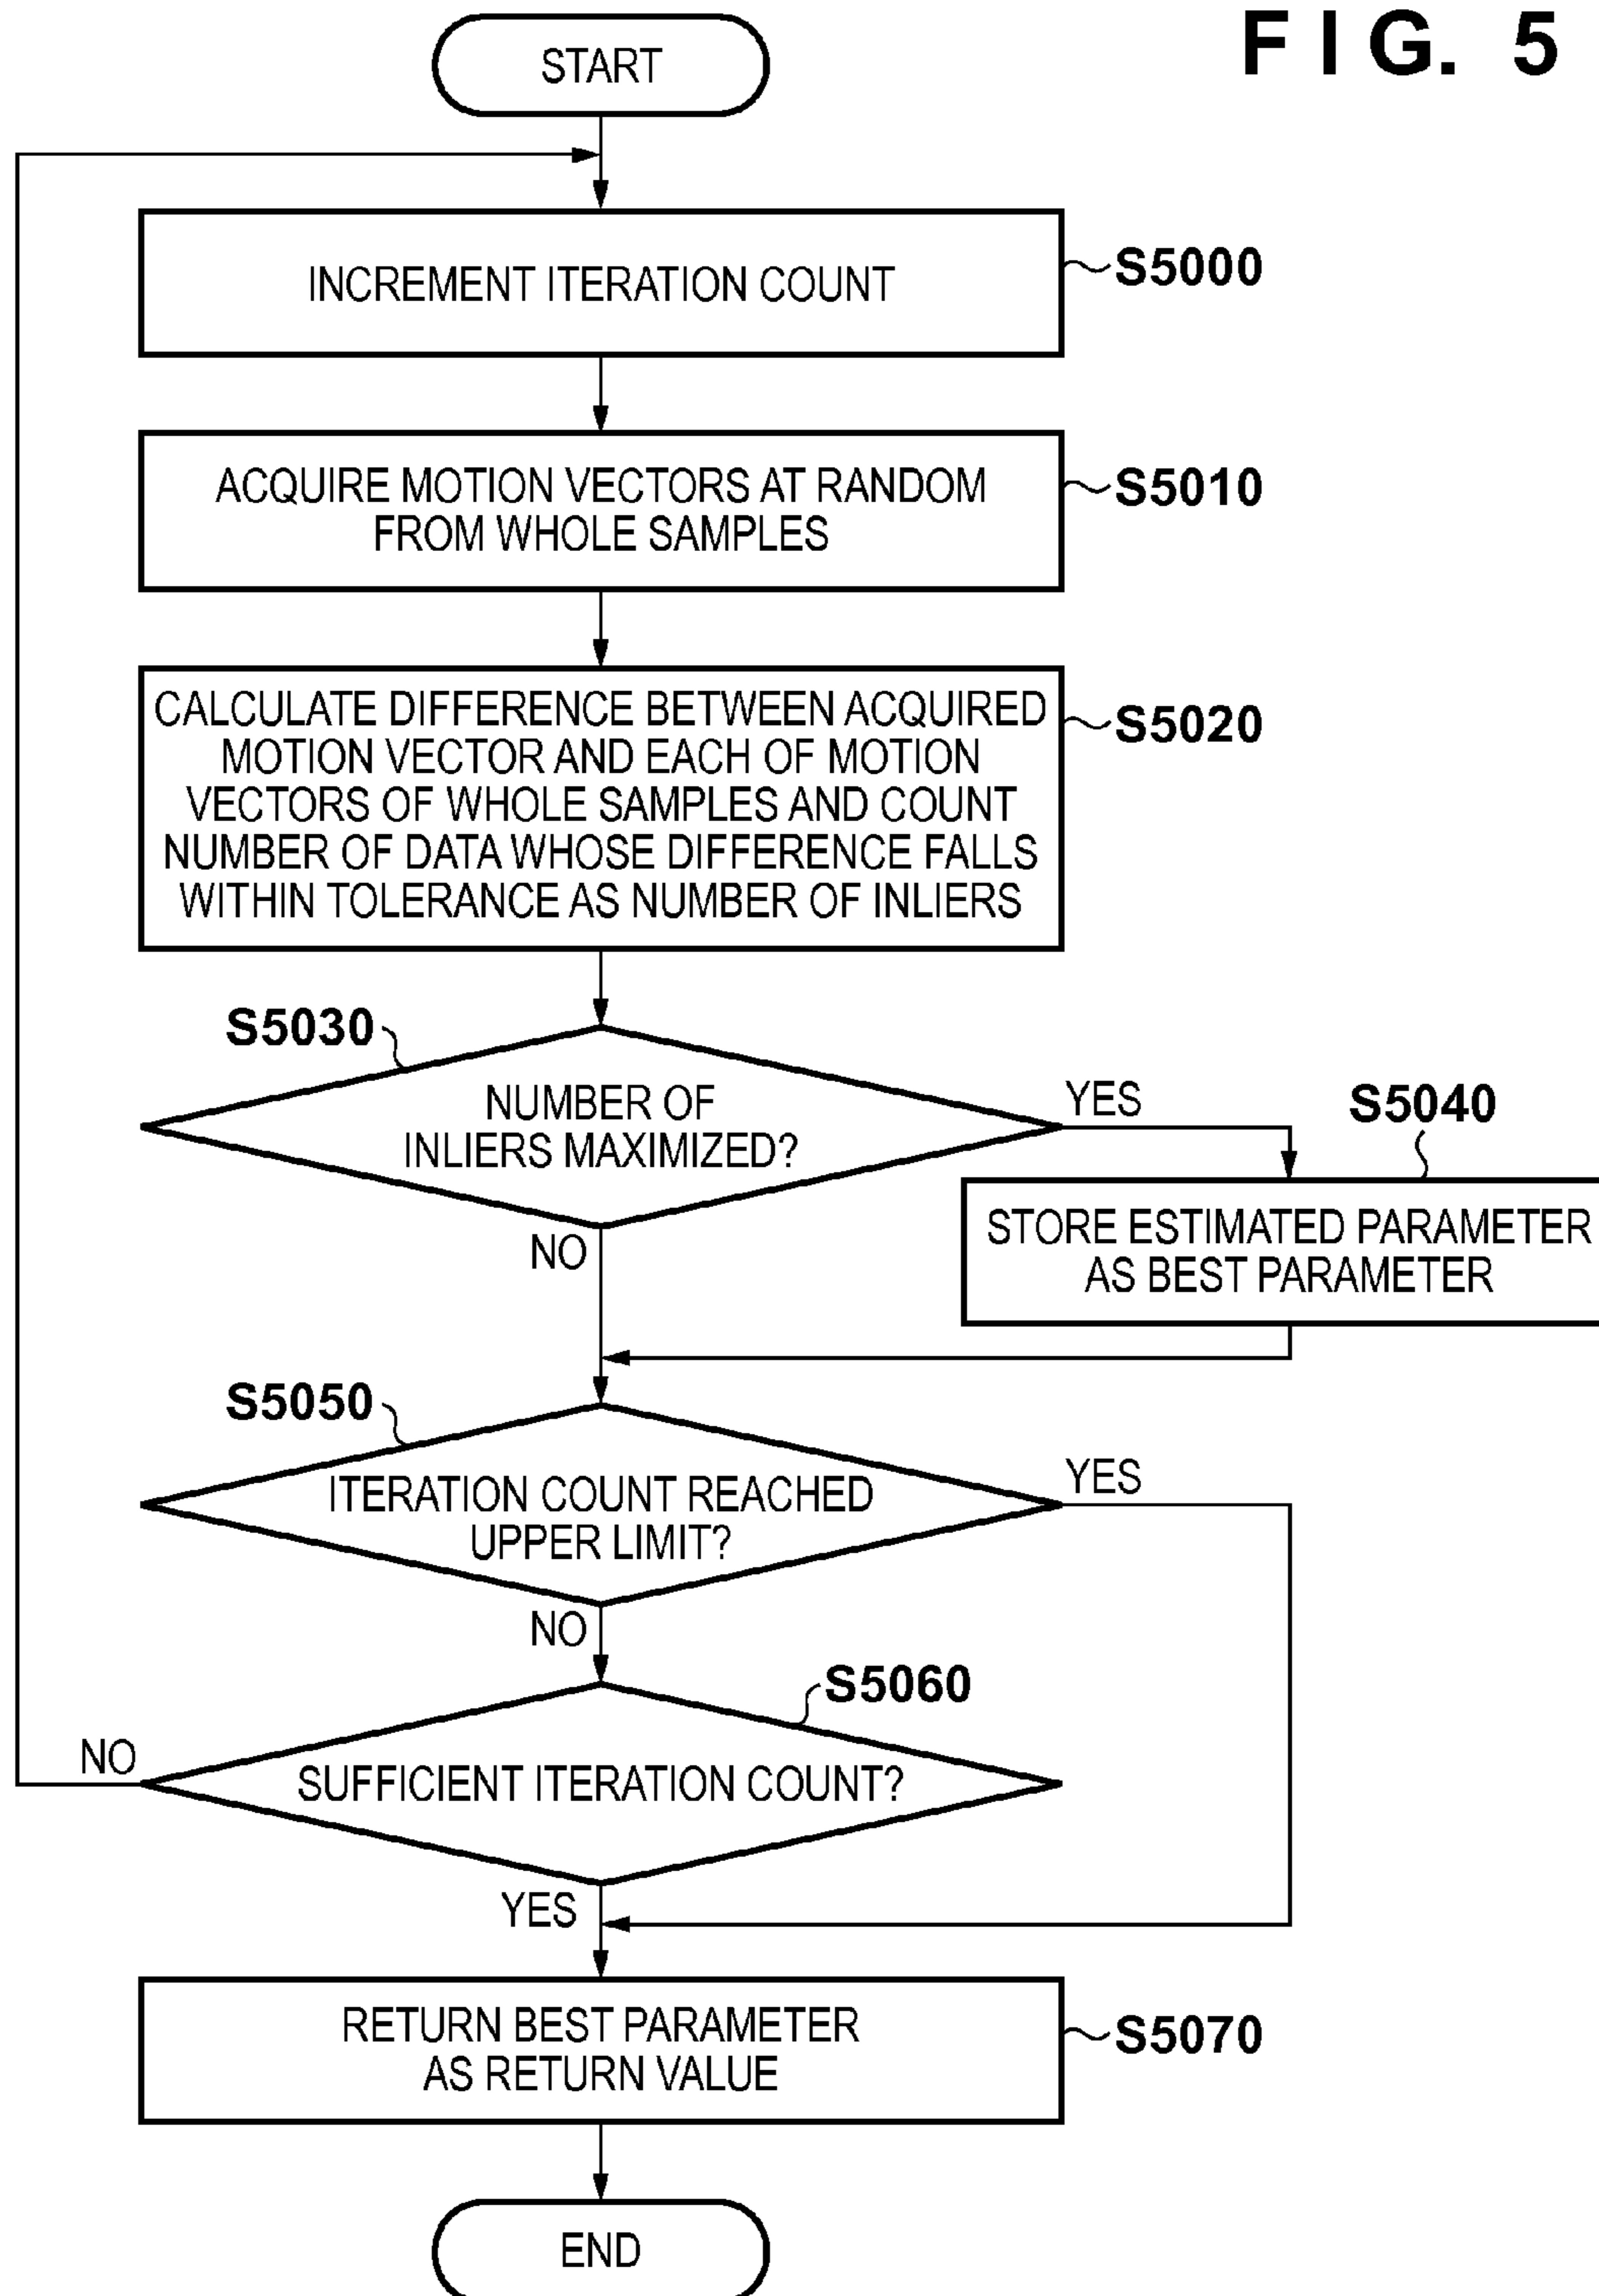 FIG. 5
START
INCREMENT ITERATION COUNT
S5000
ACQUIRE MOTION VECTORS AT RANDOM
FROM WHOLE SAMPLES
S5010
CALCULATE DIFFERENCE BETWEEN ACQUIRED
MOTION VECTOR AND EACH OF MOTION
VECTORS OF WHOLE SAMPLES AND COUNT
NUMBER OF DATA WHOSE DIFFERENCE FALLS
WITHIN TOLERANCE AS NUMBER OF INLIERS
S5020
S5030
NUMBER OF
INLIERS MAXIMIZED?
YES
NO
S5040
STORE ESTIMATED PARAMETER
AS BEST PARAMETER
S5050
ITERATION COUNT REACHED
UPPER LIMIT?
YES
NO
S5060
SUFFICIENT ITERATION COUNT?
NO
YES
RETURN BEST PARAMETER
AS RETURN VALUE
S5070
END